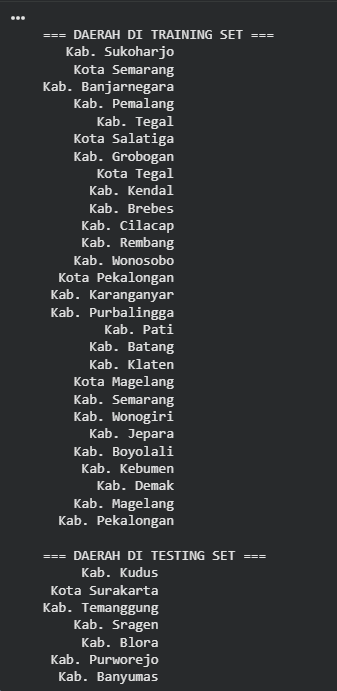 •••
=== DAERAH DI TRAINING SET ===
Kab. Sukoharjo
Kota Semarang
Kab. Banjarnegara
Kab. Pemalang
Kab. Tegal
Kota Salatiga
Kab. Grobogan
Kota Tegal
Kab. Kendal
Kab. Brebes
Kab. Cilacap
Kab. Rembang
Kab. Wonosobo
Kota Pekalongan
Kab. Karanganyar
Kab. Purbalingga
Kab. Pati
Kab. Batang
Kab. Klaten
Kota Magelang
Kab. Semarang
Kab. Wonogiri
Kab. Jepara
Kab. Boyolali
Kab. Kebumen
Kab. Demak
Kab. Magelang
Kab. Pekalongan
=== DAERAH DI TESTING SET ===
Kab. Kudus
Kota Surakarta
Kab. Temanggung
Kab. Sragen
Kab. Blora
Kab. Purworejo
Kab. Banyumas